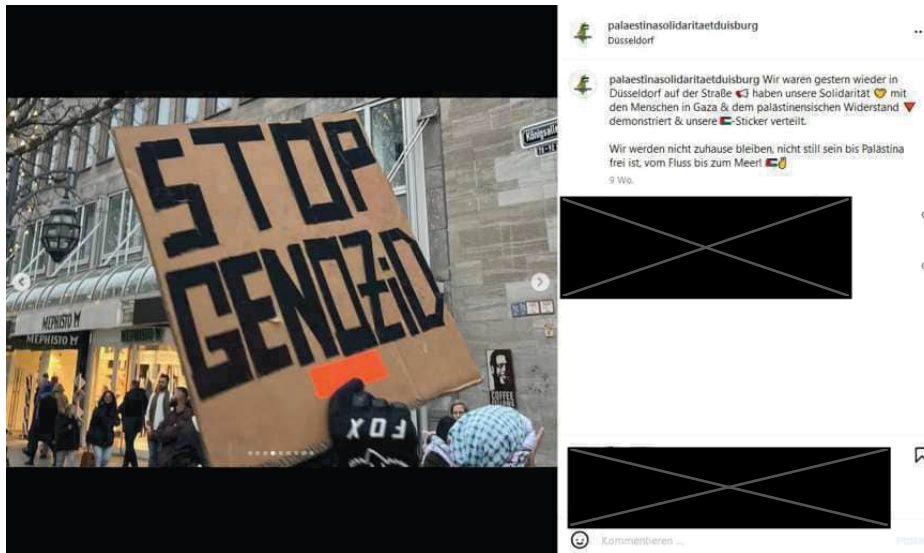 palaestinasolidaritaetduisburg
Düsseldorf
palaestinasolidaritaetduisburg Wir waren gestern wieder in
Düsseldorf auf der Straße 📢 haben unsere Solidarität 💛 mit
den Menschen in Gaza & dem palästinensischen Widerstand 🔻
demonstriert & unsere 🇵🇸-Sticker verteilt.
Wir werden nicht zuhause bleiben, nicht still sein bis Palästina
frei ist, vom Fluss bis zum Meer! 🇵🇸✌️
9 Wo.
STOP
GENOZiD
Königsalle
MEPHISTO
MEPHISTO
COFFEE
FOX
Kommentieren ...